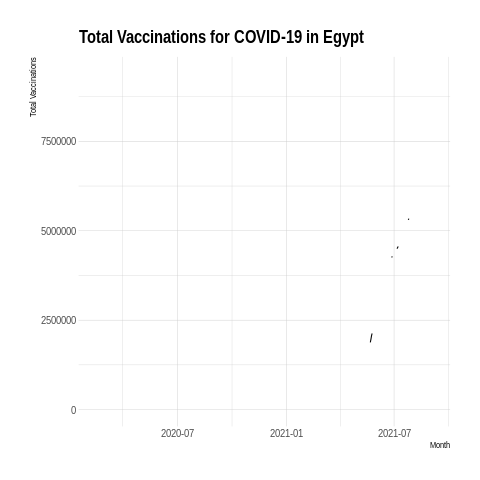 Total Vaccinations for COVID-19 in Egypt
Total Vaccinations
7500000
5000000
2500000
0
2020-07
2021-01
2021-07
Month